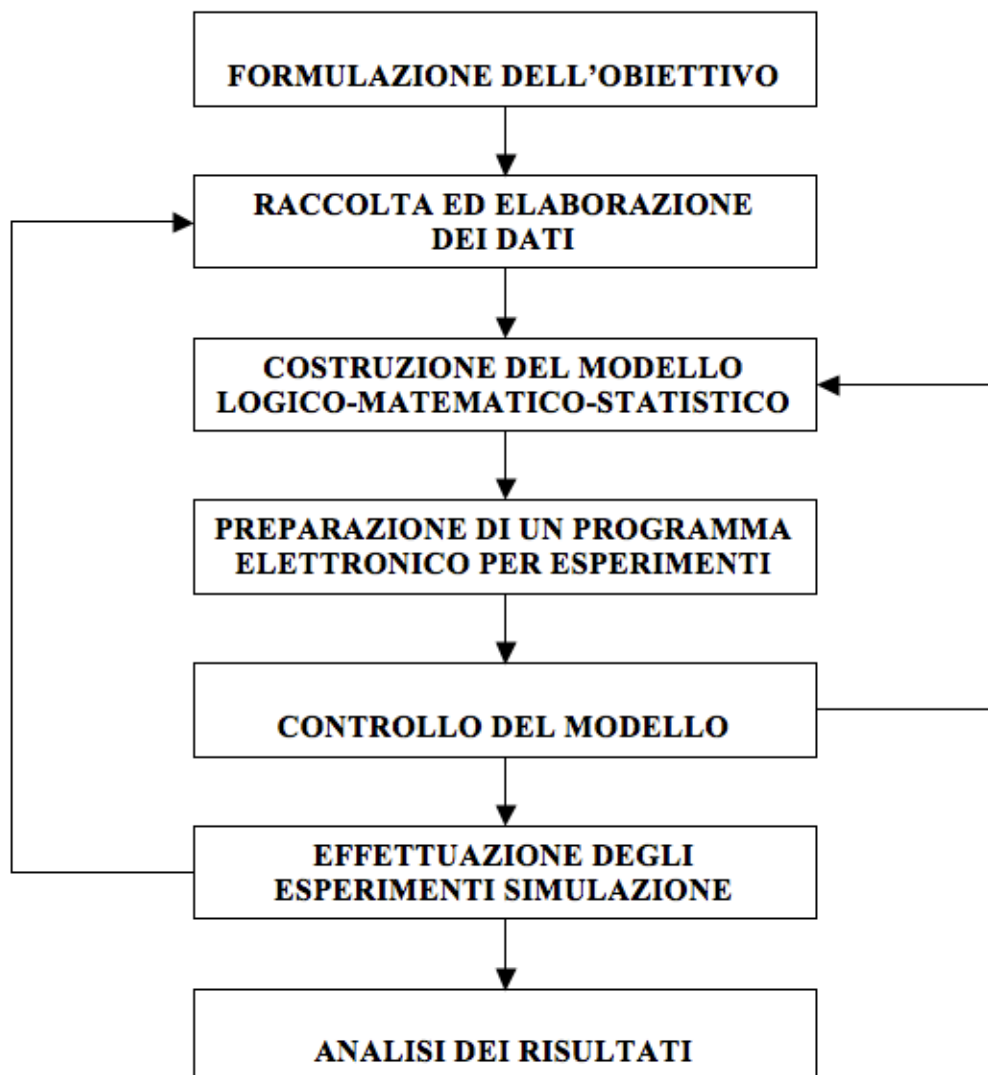 FORMULAZIONE DELL’OBIETTIVO
RACCOLTA ED ELABORAZIONE
DEI DATI
COSTRUZIONE DEL MODELLO
LOGICO-MATEMATICO-STATISTICO
PREPARAZIONE DI UN PROGRAMMA
ELETTRONICO PER ESPERIMENTI
CONTROLLO DEL MODELLO
EFFETTUAZIONE DEGLI
ESPERIMENTI SIMULAZIONE
ANALISI DEI RISULTATI